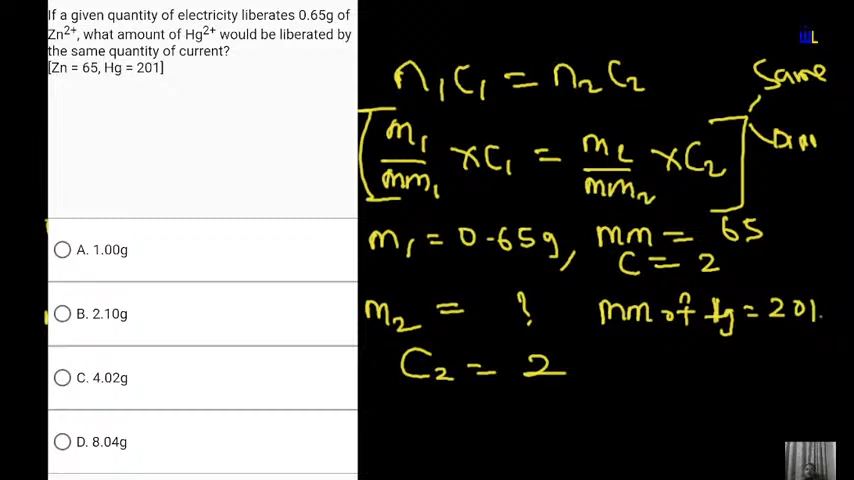 If a given quantity of electricity liberates 0.65g of
Zn²⁺, what amount of Hg²⁺ would be liberated by
the same quantity of current?
[Zn = 65, Hg = 201]
A. 1.00g
B. 2.10g
C. 4.02g
D. 8.04g
n₁C₁ = n₂C₂
Same
[m₁/mm₁ × C₁ = m₂/mm₂ × C₂]
m₁ = 0.65g, mm = 65
C = 2
m₂ = ? mm of Hg = 201.
C₂ = 2